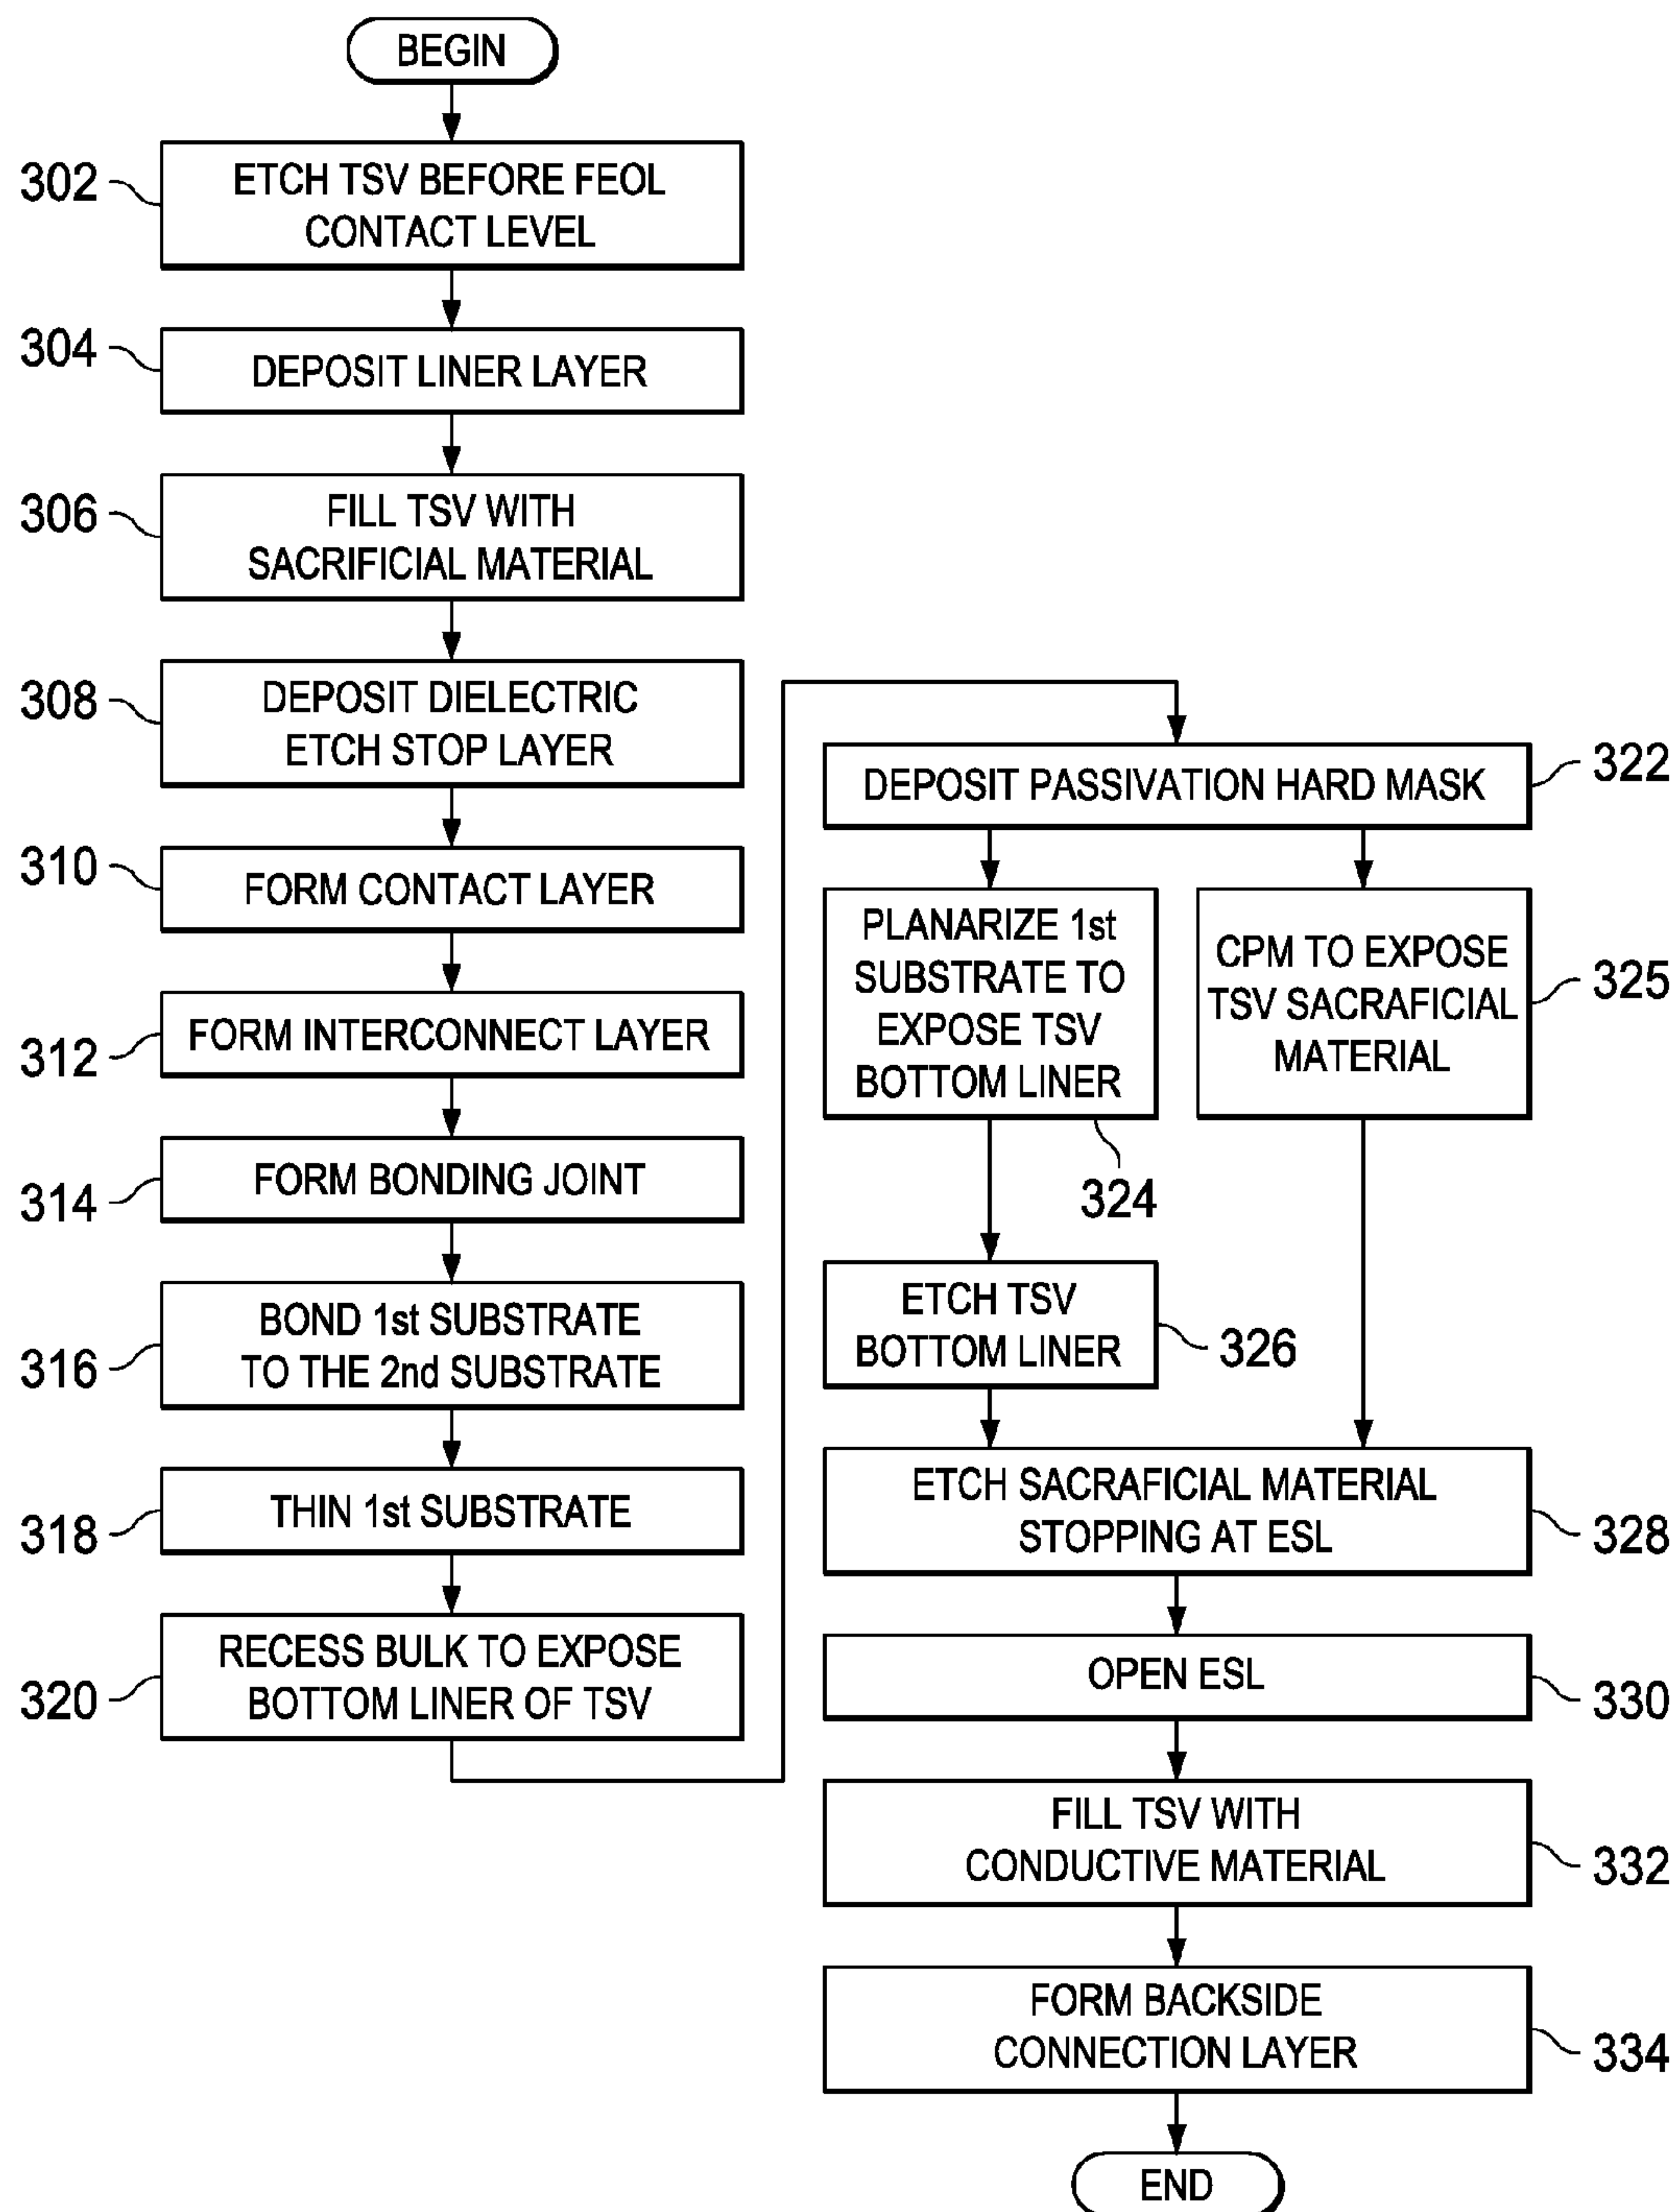 BEGIN
302
ETCH TSV BEFORE FEOL
CONTACT LEVEL
304
DEPOSIT LINER LAYER
306
FILL TSV WITH
SACRIFICIAL MATERIAL
308
DEPOSIT DIELECTRIC
ETCH STOP LAYER
310
FORM CONTACT LAYER
312
FORM INTERCONNECT LAYER
314
FORM BONDING JOINT
316
BOND 1st SUBSTRATE
TO THE 2nd SUBSTRATE
318
THIN 1st SUBSTRATE
320
RECESS BULK TO EXPOSE
BOTTOM LINER OF TSV
DEPOSIT PASSIVATION HARD MASK
322
PLANARIZE 1st
SUBSTRATE TO
EXPOSE TSV
BOTTOM LINER
324
CPM TO EXPOSE
TSV SACRAFICIAL
MATERIAL
325
ETCH TSV
BOTTOM LINER
326
ETCH SACRAFICIAL MATERIAL
STOPPING AT ESL
328
OPEN ESL
330
FILL TSV WITH
CONDUCTIVE MATERIAL
332
FORM BACKSIDE
CONNECTION LAYER
334
END